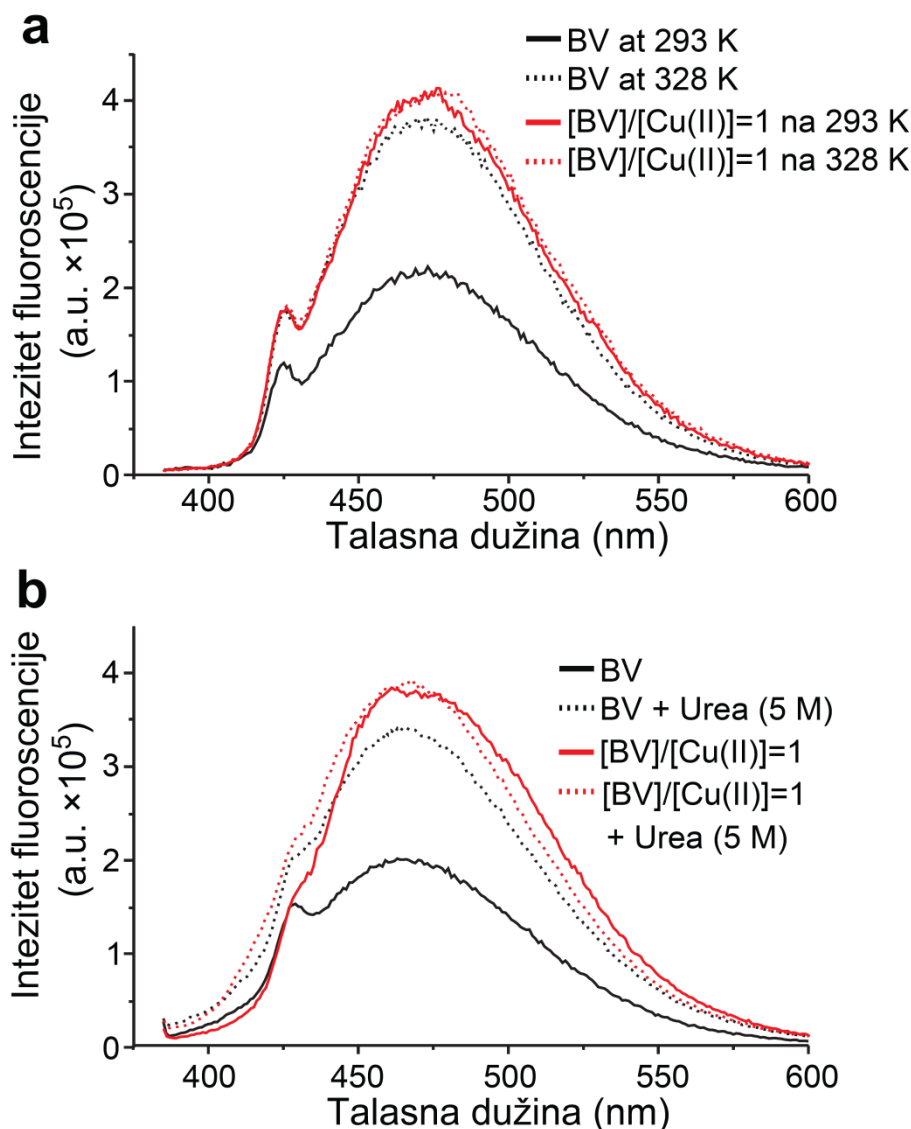 a
BV at 293 K
BV at 328 K
[BV]/[Cu(II)]=1 na 293 K
[BV]/[Cu(II)]=1 na 328 K
Intezitet fluoroscencije
(a.u. ×10⁵)
4
3
2
1
0
400 450 500 550 600
Talasna dužina (nm)
b
BV
BV + Urea (5 M)
[BV]/[Cu(II)]=1
[BV]/[Cu(II)]=1
+ Urea (5 M)
Intezitet fluoroscencije
(a.u. ×10⁵)
4
3
2
1
0
400 450 500 550 600
Talasna dužina (nm)